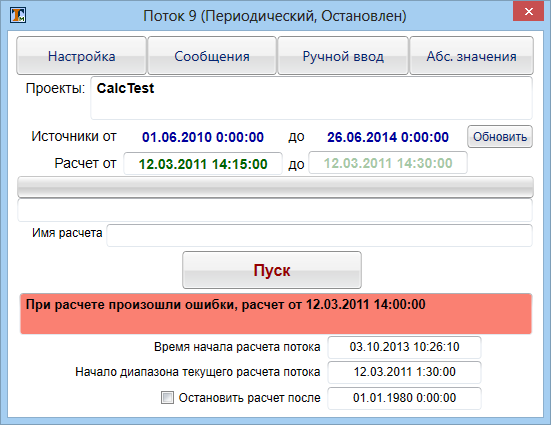 Поток 9 (Периодический, Остановлен)
Настройка Сообщения Ручной ввод Абс. значения
Проекты: CalcTest
Источники от 01.06.2010 0:00:00 до 26.06.2014 0:00:00 Обновить
Расчет от 12.03.2011 14:15:00 до 12.03.2011 14:30:00
Имя расчета
Пуск
При расчете произошли ошибки, расчет от 12.03.2011 14:00:00
Время начала расчета потока 03.10.2013 10:26:10
Начало диапазона текущего расчета потока 12.03.2011 1:30:00
Остановить расчет после 01.01.1980 0:00:00